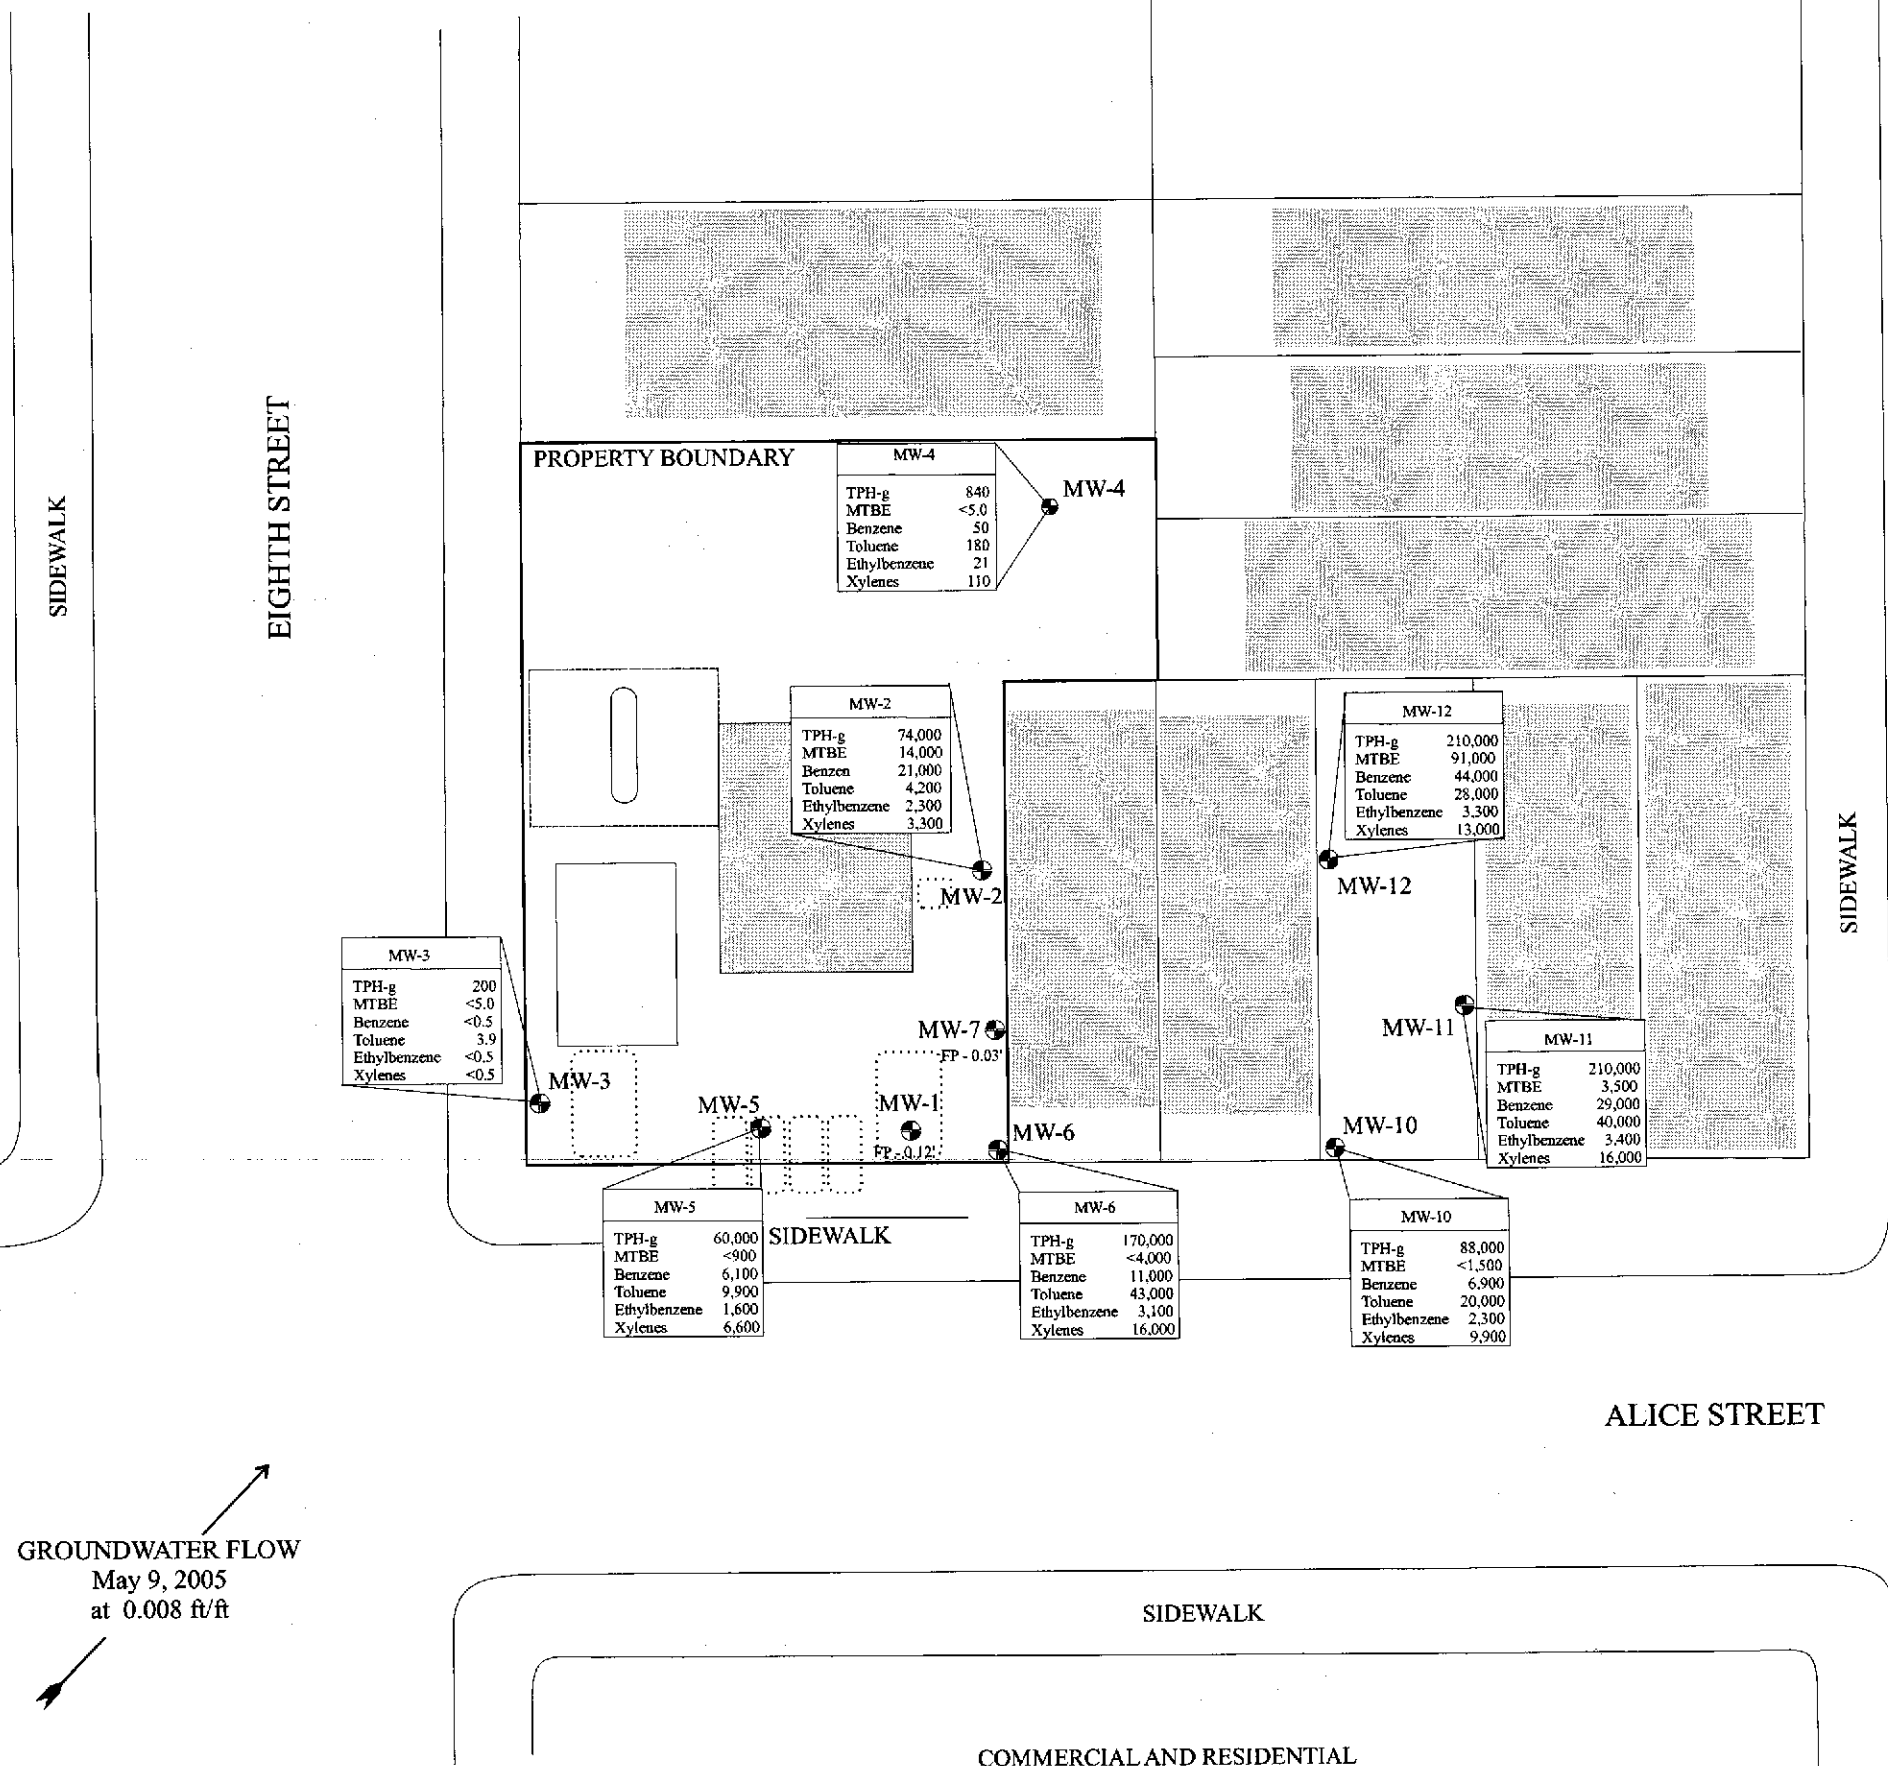 SIDEWALK
EIGHTH STREET
PROPERTY BOUNDARY
MW-4
TPH-g 840
MTBE <5.0
Benzene 50
Toluene 180
Ethylbenzene 21
Xylenes 110
MW-4
MW-2
TPH-g 74,000
MTBE 14,000
Benzen 21,000
Toluene 4,200
Ethylbenzene 2,300
Xylenes 3,300
MW-2
MW-12
TPH-g 210,000
MTBE 91,000
Benzene 44,000
Toluene 28,000
Ethylbenzene 3,300
Xylenes 13,000
MW-12
SIDEWALK
MW-3
TPH-g 200
MTBE <5.0
Benzene <0.5
Toluene 3.9
Ethylbenzene <0.5
Xylenes <0.5
MW-3
MW-7
FP - 0.03'
MW-11
MW-11
TPH-g 210,000
MTBE 3,500
Benzene 29,000
Toluene 40,000
Ethylbenzene 3,400
Xylenes 16,000
MW-5
MW-1
FP - 0.12'
MW-6
MW-10
MW-5
TPH-g 60,000
MTBE <900
Benzene 6,100
Toluene 9,900
Ethylbenzene 1,600
Xylenes 6,600
SIDEWALK
MW-6
TPH-g 170,000
MTBE <4,000
Benzene 11,000
Toluene 43,000
Ethylbenzene 3,100
Xylenes 16,000
MW-10
TPH-g 88,000
MTBE <1,500
Benzene 6,900
Toluene 20,000
Ethylbenzene 2,300
Xylenes 9,900
ALICE STREET
GROUNDWATER FLOW
May 9, 2005
at 0.008 ft/ft
SIDEWALK
COMMERCIAL AND RESIDENTIAL